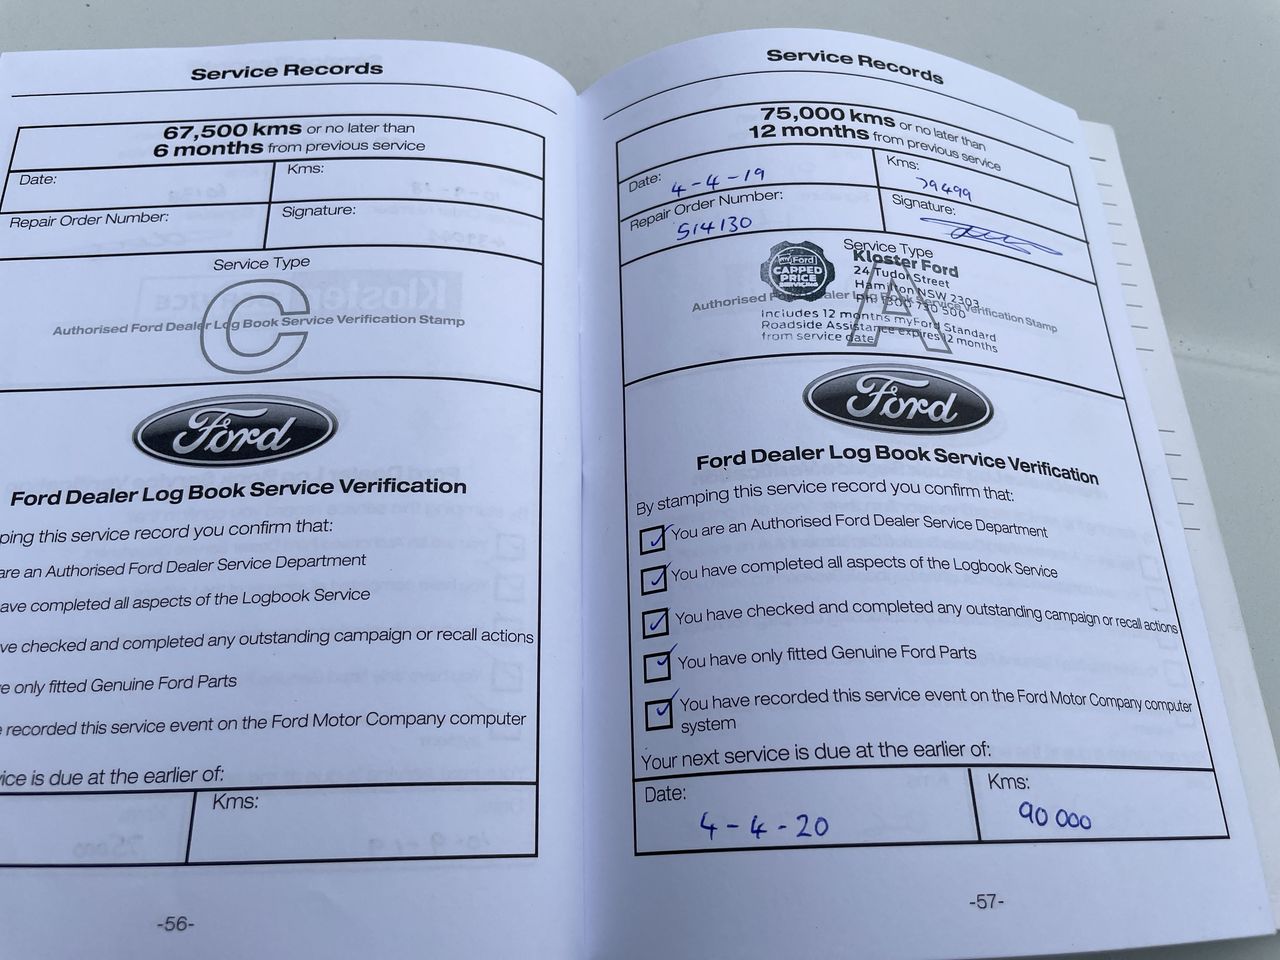 Service Records
67,500 kms or no later than
6 months from previous service
Date:
Kms:
Repair Order Number:
Signature:
Service Type
C
Authorised Ford Dealer Log Book Service Verification Stamp
Ford
Ford Dealer Log Book Service Verification
ping this service record you confirm that:
are an Authorised Ford Dealer Service Department
ave completed all aspects of the Logbook Service
ve checked and completed any outstanding campaign or recall actions
e only fitted Genuine Ford Parts
recorded this service event on the Ford Motor Company computer
ice is due at the earlier of:
Kms:
-56-
Service Records
75,000 kms or no later than
12 months from previous service
Date: 4-4-19
Kms: 79499
Repair Order Number: 514130
Signature:
Service Type
A
Authorised Ford Dealer Log Book Service Verification Stamp
myFord
CAPPED
PRICE
SERVICING
Kloster Ford
24 Tudor Street
Hamilton NSW 2303
PH 1300 730 500
Includes 12 months myFord Standard
Roadside Assistance expires 12 months
from service date
Ford
Ford Dealer Log Book Service Verification
By stamping this service record you confirm that:
You are an Authorised Ford Dealer Service Department
You have completed all aspects of the Logbook Service
You have checked and completed any outstanding campaign or recall actions
You have only fitted Genuine Ford Parts
You have recorded this service event on the Ford Motor Company computer
system
Your next service is due at the earlier of:
Date: 4-4-20
Kms: 90 000
-57-